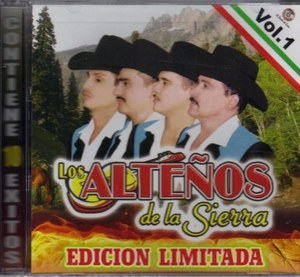 Vol.1
LOS
ALTEÑOS
de la Sierra
EDICION LIMITADA
CONTIENE 10 EXITOS